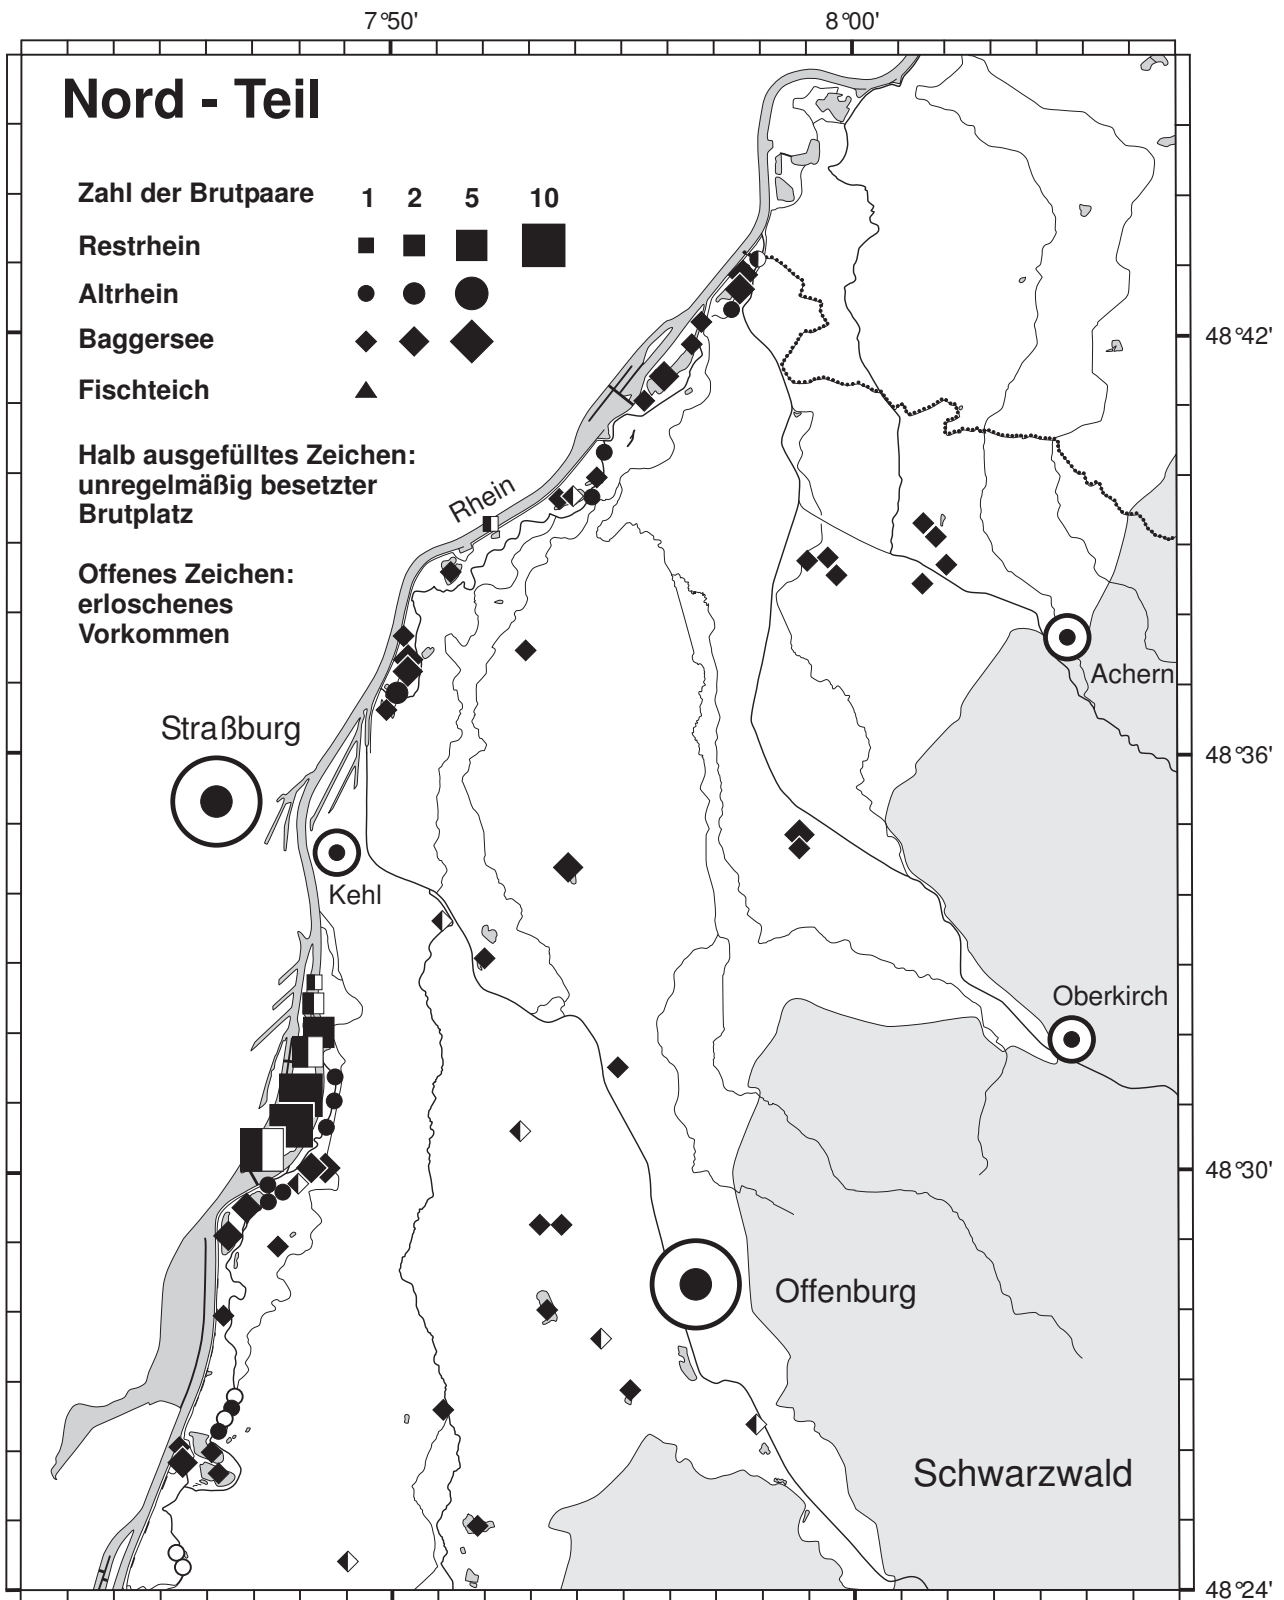 7°50'
8°00'
Nord - Teil
Zahl der Brutpaare 1 2 5 10
Restrhein
Altrhein
Baggersee
Fischteich
Halb ausgefülltes Zeichen:
unregelmäßig besetzter
Brutplatz
Offenes Zeichen:
erloschenes
Vorkommen
48°42'
Rhein
Achern
Straßburg
48°36'
Kehl
Oberkirch
48°30'
Offenburg
Schwarzwald
48°24'